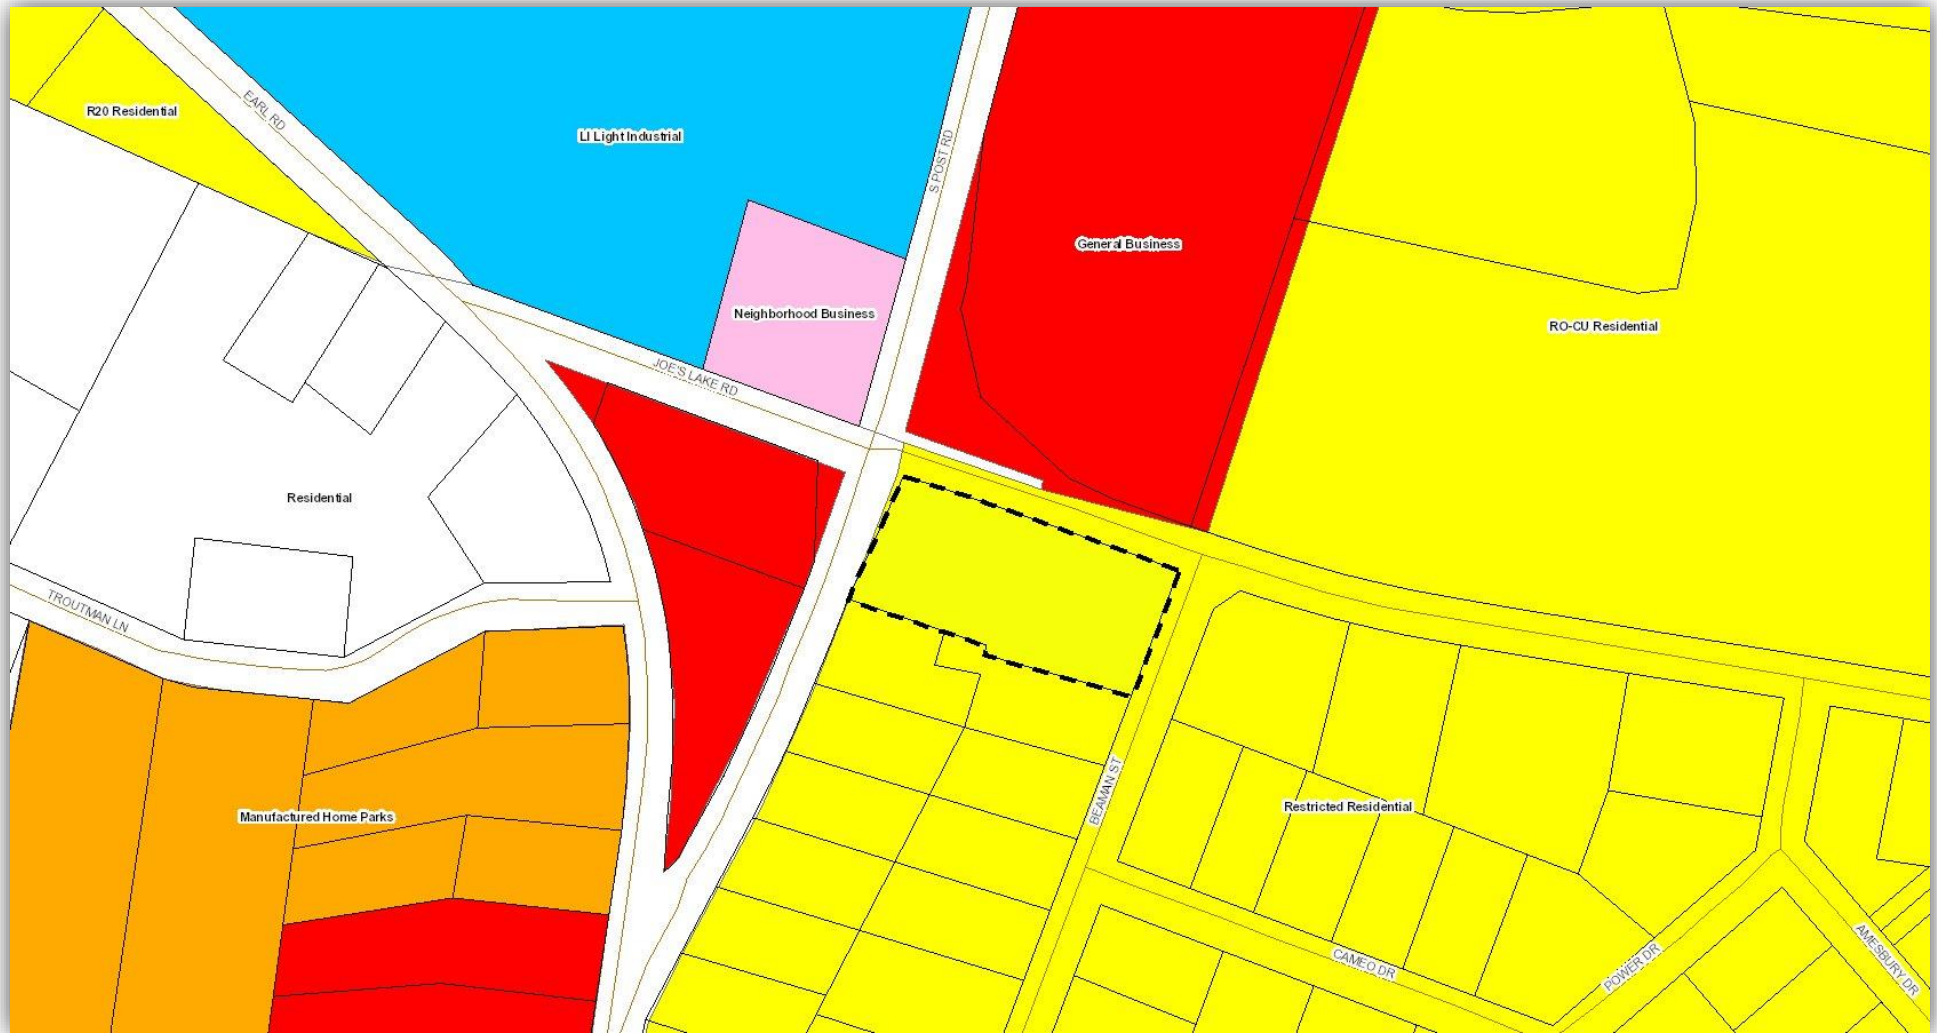 EARL RD
R20 Residential
LI Light Industrial
S POST RD
General Business
Neighborhood Business
RO-CU Residential
JOE'S LAKE RD
Residential
TROUTMAN LN
Manufactured Home Parks
BEAMAN ST
Restricted Residential
CAMEO DR
POWER DR
AMESBURY DR